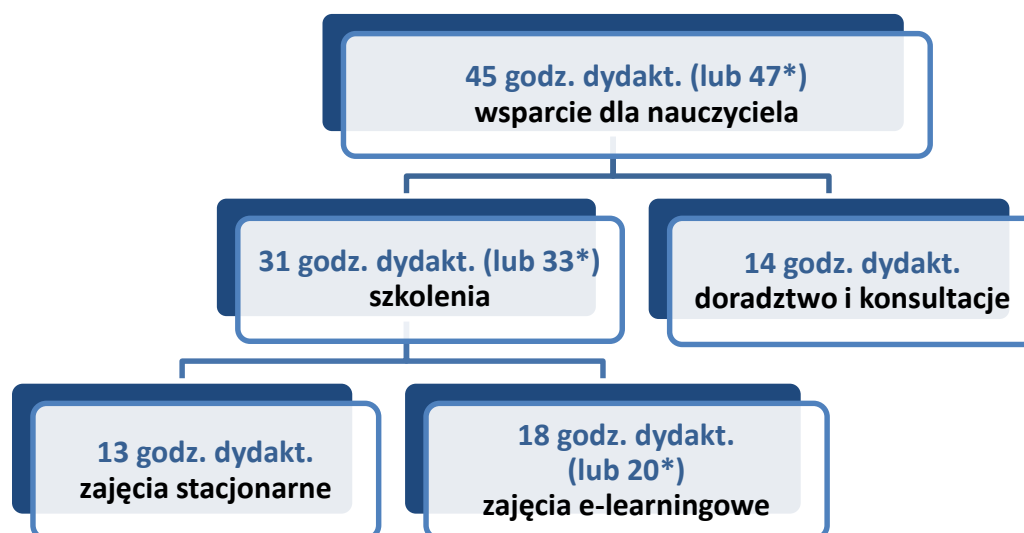 45 godz. dydakt. (lub 47*)
wsparcie dla nauczyciela
31 godz. dydakt. (lub 33*)
szkolenia
14 godz. dydakt.
doradztwo i konsultacje
13 godz. dydakt.
zajęcia stacjonarne
18 godz. dydakt.
(lub 20*)
zajęcia e-learningowe